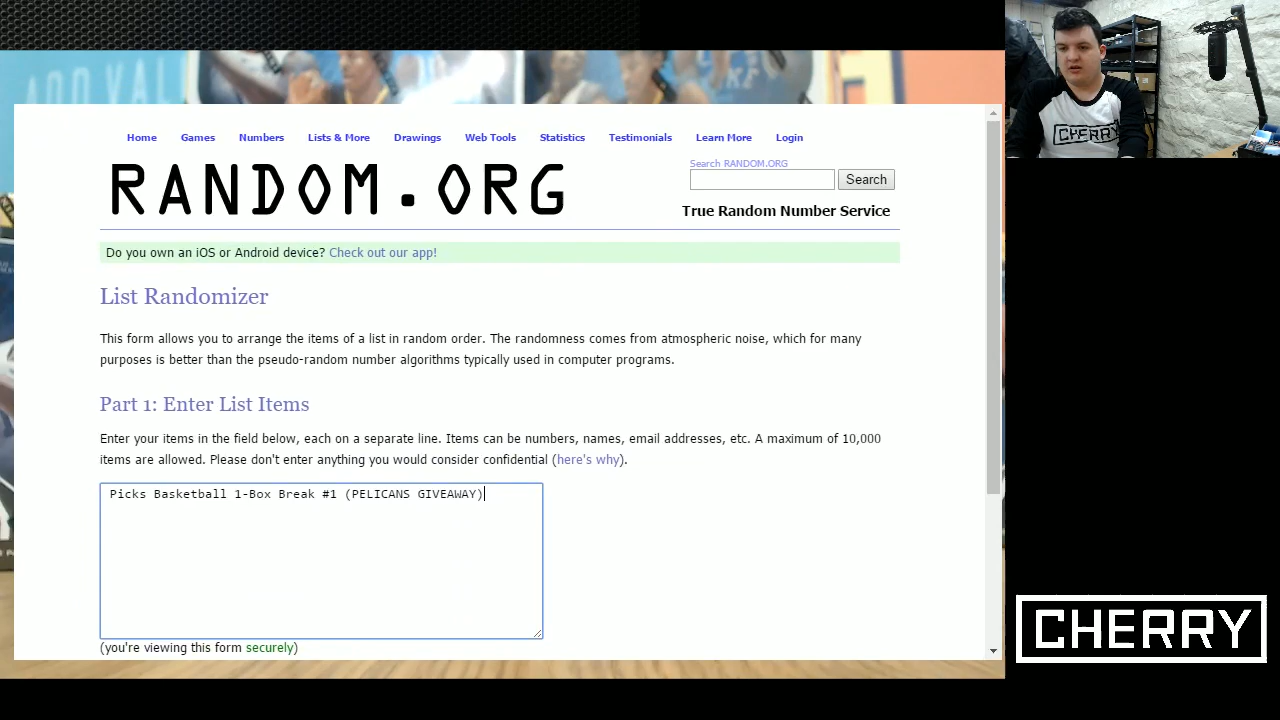 Home Games Numbers Lists & More Drawings Web Tools Statistics Testimonials Learn More Login
RANDOM.ORG
Search RANDOM.ORG
Search
True Random Number Service
Do you own an iOS or Android device? Check out our app!
List Randomizer
This form allows you to arrange the items of a list in random order. The randomness comes from atmospheric noise, which for many
purposes is better than the pseudo-random number algorithms typically used in computer programs.
Part 1: Enter List Items
Enter your items in the field below, each on a separate line. Items can be numbers, names, email addresses, etc. A maximum of 10,000
items are allowed. Please don't enter anything you would consider confidential (here's why).
Picks Basketball 1-Box Break #1 (PELICANS GIVEAWAY)
(you're viewing this form securely)
CHERRY
CHERRY